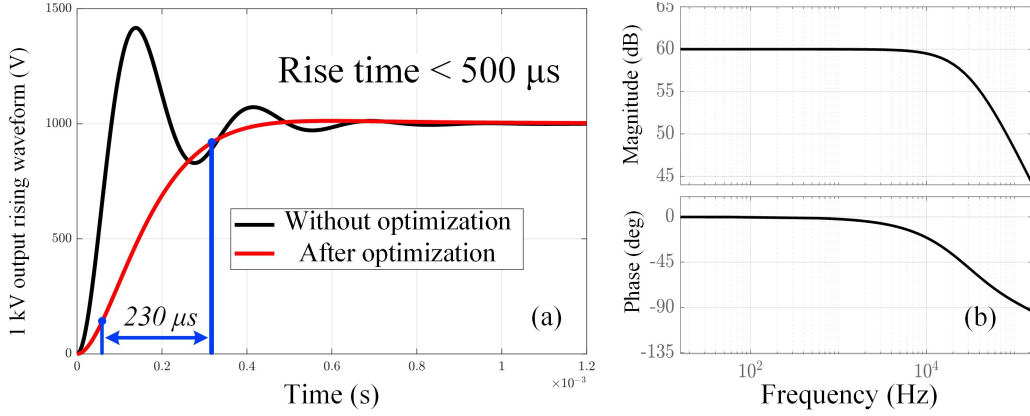 1 kV output rising waveform (V)
1500
1000
500
0
Rise time < 500 μs
Without optimization
After optimization
230 μs
(a)
0
0.2
0.4
0.6
0.8
1
1.2
×10⁻³
Time (s)
b)
Magnitude (dB)
65
60
55
50
45
Phase (deg)
0
-45
-90
-135
(b)
10²
10⁴
Frequency (Hz)